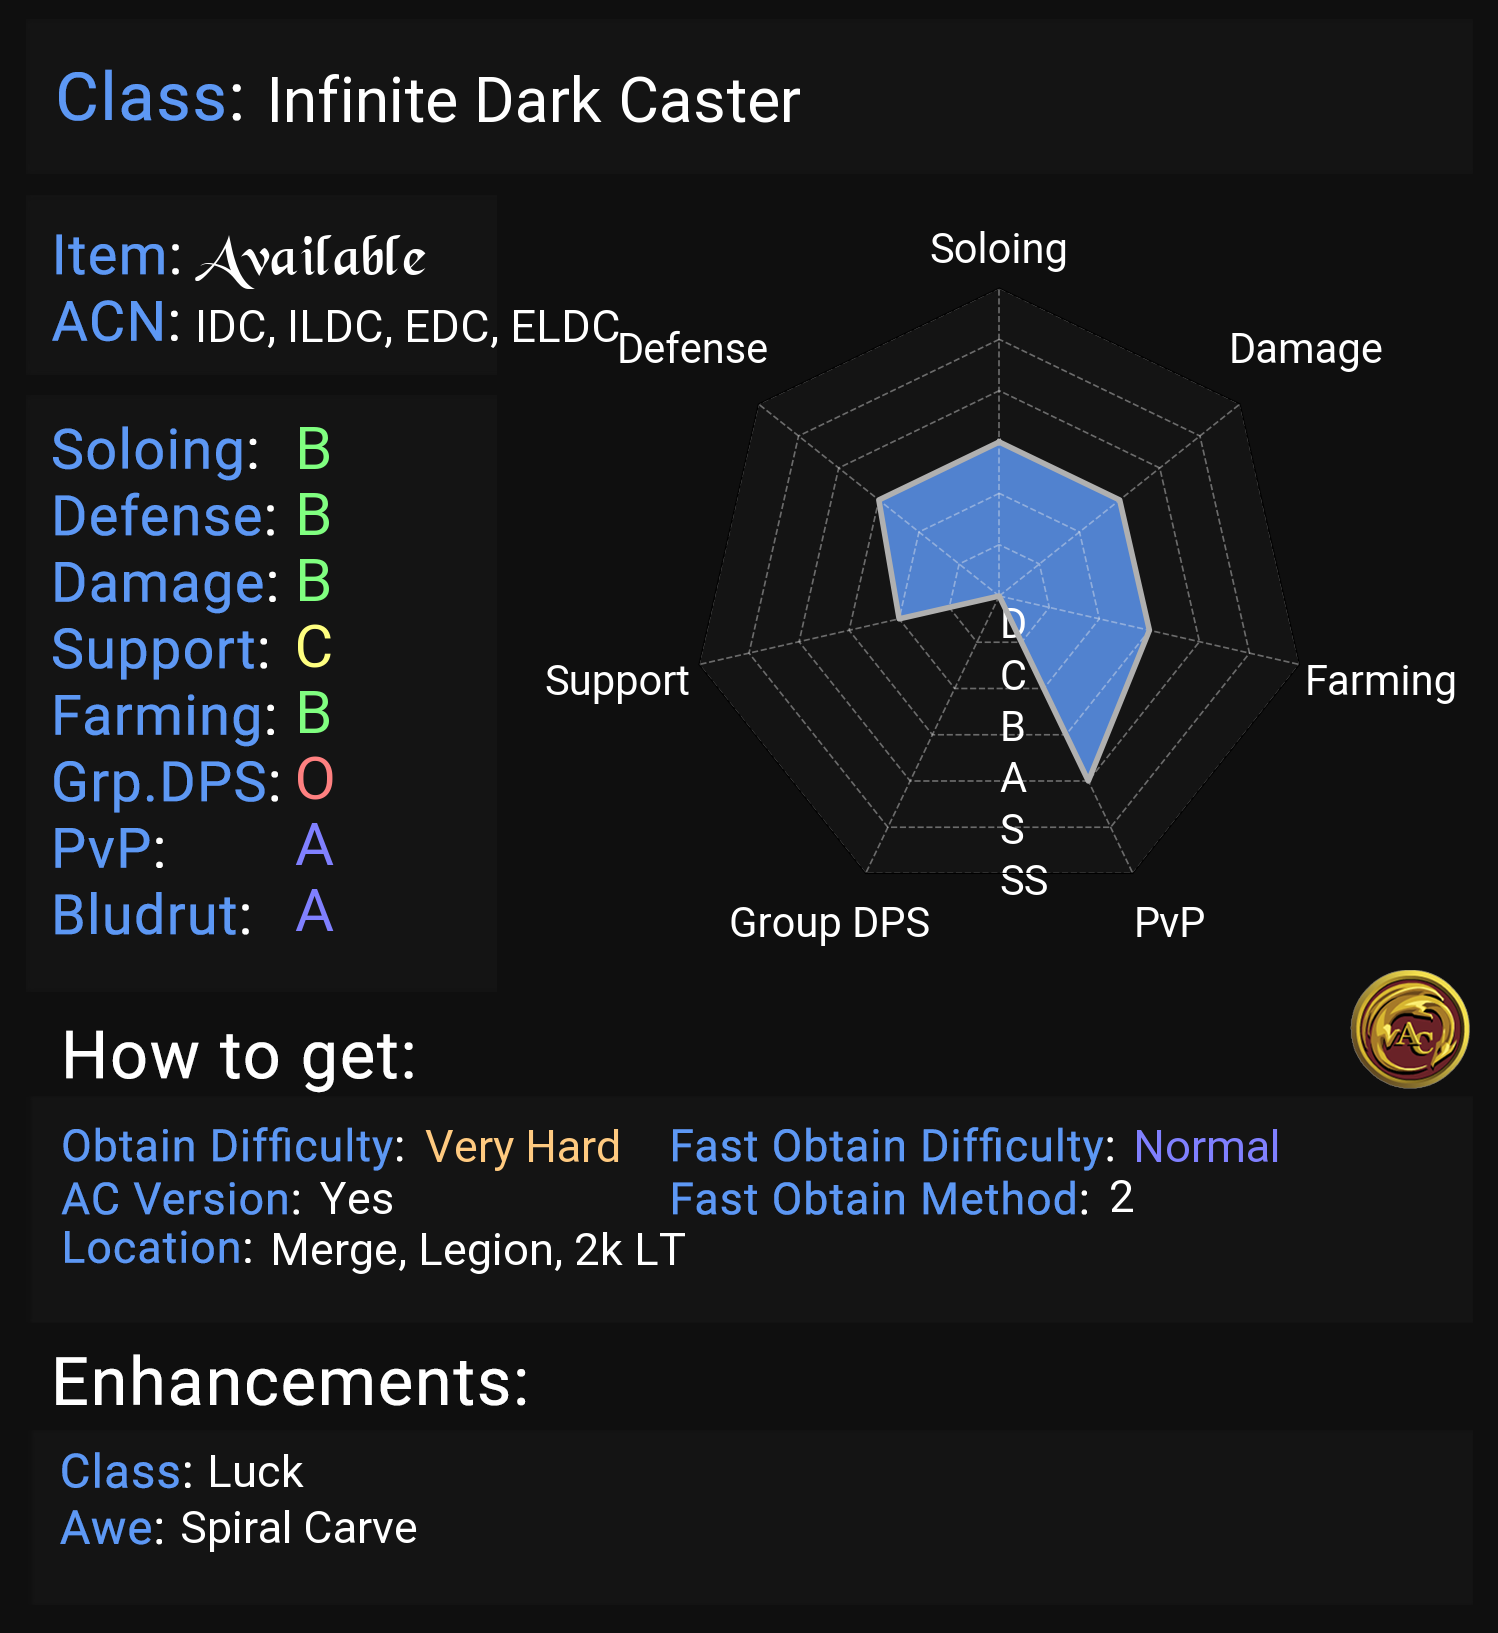 Class: Infinite Dark Caster
Item: Available
ACN: IDC, ILDC, EDC, ELDC
Soloing: B
Defense: B
Damage: B
Support: C
Farming: B
Grp.DPS: O
PvP: A
Bludrut: A
Soloing
Defense
Damage
Support
Farming
Group DPS
PvP
D
C
B
A
S
SS
VAC
How to get:
Obtain Difficulty: Very Hard
Fast Obtain Difficulty: Normal
AC Version: Yes
Fast Obtain Method: 2
Location: Merge, Legion, 2k LT
Enhancements:
Class: Luck
Awe: Spiral Carve